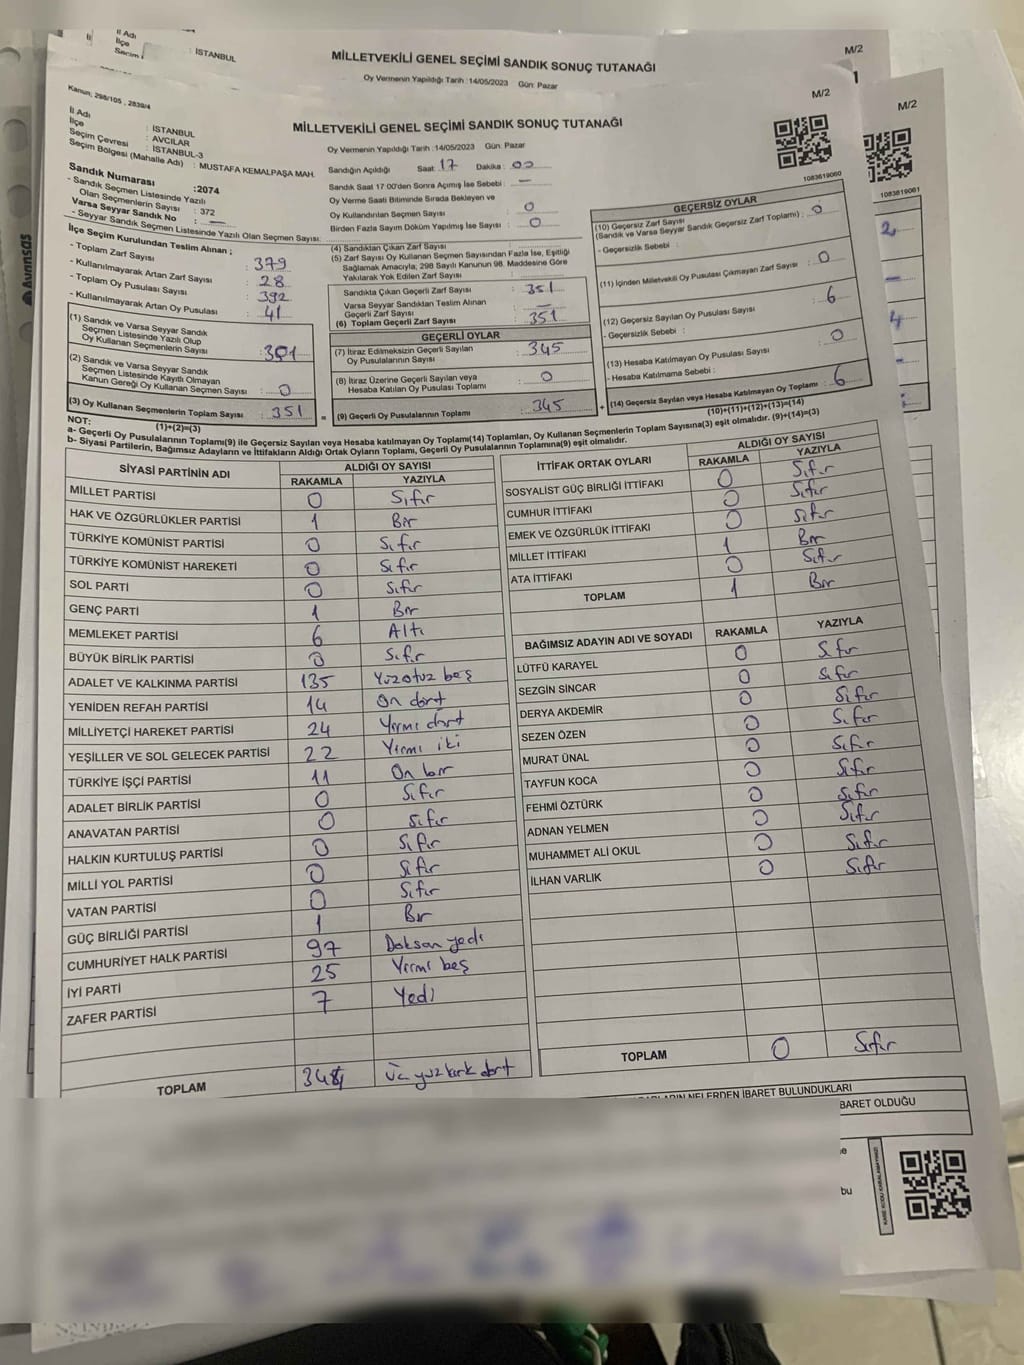 İl Adı
İlçe
: İSTANBUL
MİLLETVEKİLİ GENEL SEÇİMİ SANDIK SONUÇ TUTANAĞI
Oy Vermenin Yapıldığı Tarih :14/05/2023 Gün: Pazar
M/2
Kanun; 298/105 , 2839/4
MİLLETVEKİLİ GENEL SEÇİMİ SANDIK SONUÇ TUTANAĞI
M/2
M/2
İl Adı : İSTANBUL
İlçe : AVCILAR
Seçim Çevresi : İSTANBUL-3
Seçim Bölgesi (Mahalle Adı) : MUSTAFA KEMALPAŞA MAH.
Oy Vermenin Yapıldığı Tarih :14/05/2023 Gün: Pazar
Sandığın Açıldığı Saat: 17 Dakika : 00
1083619060
1083619061
Sandık Numarası :2074
- Sandık Seçmen Listesinde Yazılı
Olan Seçmenlerin Sayısı : 372
Varsa Seyyar Sandık No : —
- Seyyar Sandık Seçmen Listesinde Yazılı Olan Seçmen Sayısı:
Sandık Saat 17.00'den Sonra Açımış İse Sebebi : —
Oy Verme Saati Bitiminde Sırada Bekleyen ve
Oy Kullandırılan Seçmen Sayısı : 0
Birden Fazla Sayım Döküm Yapılmış İse Sayısı : 0
İlçe Seçim Kurulundan Teslim Alınan ;
- Toplam Zarf Sayısı : 379
- Kullanılmayarak Artan Zarf Sayısı : 28
- Toplam Oy Pusulası Sayısı : 392
- Kullanılmayarak Artan Oy Pusulası : 41
(1) Sandık ve Varsa Seyyar Sandık
Seçmen Listesinde Yazılı Olup
Oy Kullanan Seçmenlerin Sayısı
(2) Sandık ve Varsa Seyyar Sandık
Seçmen Listesinde Kayıtlı Olmayan
Kanun Gereği Oy Kullanan Seçmen Sayısı : 0
(3) Oy Kullanan Seçmenlerin Toplam Sayısı : 351
(1)+(2)=(3)
(4) Sandıktan Çıkan Zarf Sayısı :
(5) Zarf Sayısı Oy Kullanan Seçmen Sayısından Fazla İse, Eşitliği
Sağlamak Amacıyla; 298 Sayılı Kanunun 98. Maddesine Göre
Yakılarak Yok Edilen Zarf Sayısı :
Sandıkta Çıkan Geçerli Zarf Sayısı : 351
Varsa Seyyar Sandıktan Teslim Alınan
Geçerli Zarf Sayısı : —
(6) Toplam Geçerli Zarf Sayısı : 351
GEÇERLİ OYLAR
(7) İtiraz Edilmeksizin Geçerli Sayılan
Oy Pusulalarının Sayısı : 345
(8) İtiraz Üzerine Geçerli Sayılan veya
Hesaba Katılan Oy Pusulası Toplamı : 0
= (9) Geçerli Oy Pusulalarının Toplamı : 345
GEÇERSİZ OYLAR
(10) Geçersiz Zarf Sayısı
(Sandık ve Varsa Seyyar Sandık Geçersiz Zarf Toplamı) : 0
- Geçersizlik Sebebi :
(11) İçinden Milletvekili Oy Pusulası Çıkmayan Zarf Sayısı : 0
(12) Geçersiz Sayılan Oy Pusulası Sayısı : 6
- Geçersizlik Sebebi :
(13) Hesaba Katılmayan Oy Pusulası Sayısı : 0
- Hesaba Katılmama Sebebi :
+ (14) Geçersiz Sayılan veya Hesaba Katılmayan Oy Toplamı : 6
(10)+(11)+(12)+(13)=(14)
NOT:
a- Geçerli Oy Pusulalarının Toplamı(9) ile Geçersiz Sayılan veya Hesaba katılmayan Oy Toplamı(14) Toplamları, Oy Kullanan Seçmenlerin Toplam Sayısına(3) eşit olmalıdır. (9)+(14)=(3)
b- Siyasi Partilerin, Bağımsız Adayların ve İttifakların Aldığı Ortak Oyların Toplamı, Geçerli Oy Pusulalarının Toplamına(9) eşit olmalıdır.
SİYASİ PARTİNİN ADI ALDIĞI OY SAYISI
RAKAMLA YAZIYLA
MİLLET PARTİSİ 0 Sıfır
HAK VE ÖZGÜRLÜKLER PARTİSİ 1 Bir
TÜRKİYE KOMÜNİST PARTİSİ 0 Sıfır
TÜRKİYE KOMÜNİST HAREKETİ 0 Sıfır
SOL PARTİ 0 Sıfır
GENÇ PARTİ 1 Bir
MEMLEKET PARTİSİ 6 Altı
BÜYÜK BİRLİK PARTİSİ 0 Sıfır
ADALET VE KALKINMA PARTİSİ 135 Yüzotuz beş
YENİDEN REFAH PARTİSİ 14 On dört
MİLLİYETÇİ HAREKET PARTİSİ 24 Yirmi dört
YEŞİLLER VE SOL GELECEK PARTİSİ 22 Yirmi iki
TÜRKİYE İŞÇİ PARTİSİ 11 On bir
ADALET BİRLİK PARTİSİ 0 Sıfır
ANAVATAN PARTİSİ 0 Sıfır
HALKIN KURTULUŞ PARTİSİ 0 Sıfır
MİLLİ YOL PARTİSİ 0 Sıfır
VATAN PARTİSİ 0 Sıfır
GÜÇ BİRLİĞİ PARTİSİ 1 Bir
CUMHURİYET HALK PARTİSİ 97 Doksan yedi
İYİ PARTİ 25 Yirmi beş
ZAFER PARTİSİ 7 Yedi
TOPLAM 344 Üç yüz kırk dört
İTTİFAK ORTAK OYLARI ALDIĞI OY SAYISI
RAKAMLA YAZIYLA
SOSYALİST GÜÇ BİRLİĞİ İTTİFAKI 0 Sıfır
CUMHUR İTTİFAKI 0 Sıfır
EMEK VE ÖZGÜRLÜK İTTİFAKI 0 Sıfır
MİLLET İTTİFAKI 1 Bir
ATA İTTİFAKI 0 Sıfır
TOPLAM 1 Bir
BAĞIMSIZ ADAYIN ADI VE SOYADI RAKAMLA YAZIYLA
LÜTFÜ KARAYEL 0 Sıfır
SEZGİN SİNCAR 0 Sıfır
DERYA AKDEMİR 0 Sıfır
SEZEN ÖZEN 0 Sıfır
MURAT ÜNAL 0 Sıfır
TAYFUN KOCA 0 Sıfır
FEHMİ ÖZTÜRK 0 Sıfır
ADNAN YELMEN 0 Sıfır
MUHAMMET ALİ OKUL 0 Sıfır
İLHAN VARLIK 0 Sıfır
TOPLAM 0 Sıfır
NELERDEN İBARET BULUNDUKLARI
BARET OLDUĞU
bu